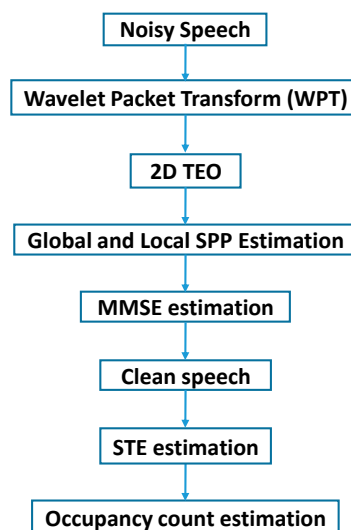 Noisy Speech
Wavelet Packet Transform (WPT)
2D TEO
Global and Local SPP Estimation
MMSE estimation
Clean speech
STE estimation
Occupancy count estimation